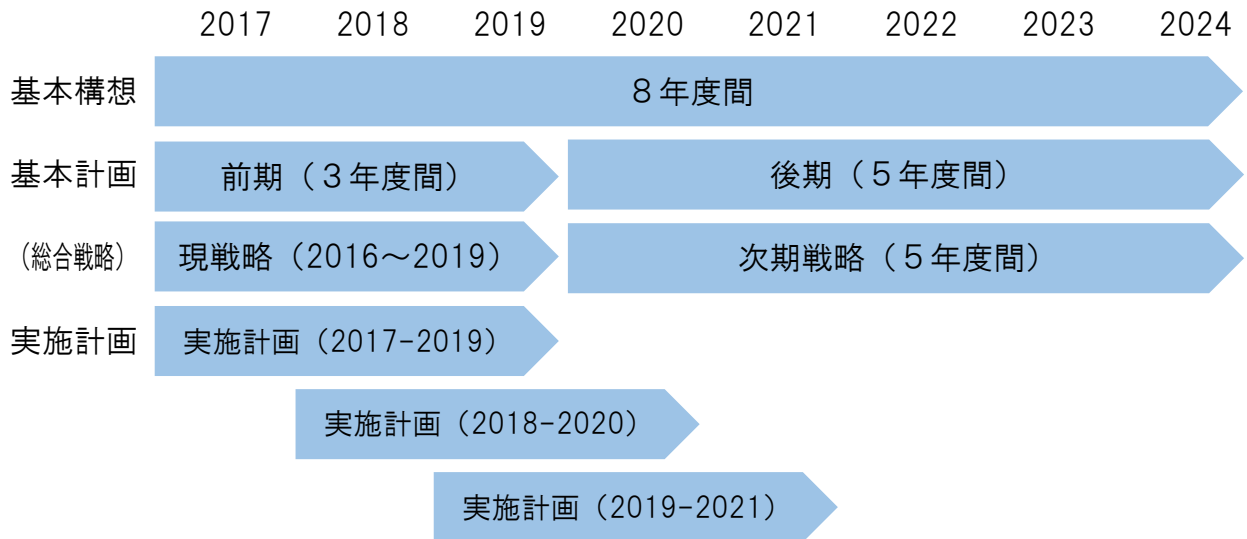 2017 2018 2019 2020 2021 2022 2023 2024
基本構想 ８年度間
基本計画 前期（３年度間） 後期（５年度間）
（総合戦略） 現戦略（2016～2019） 次期戦略（５年度間）
実施計画 実施計画（2017-2019）
実施計画（2018-2020）
実施計画（2019-2021）